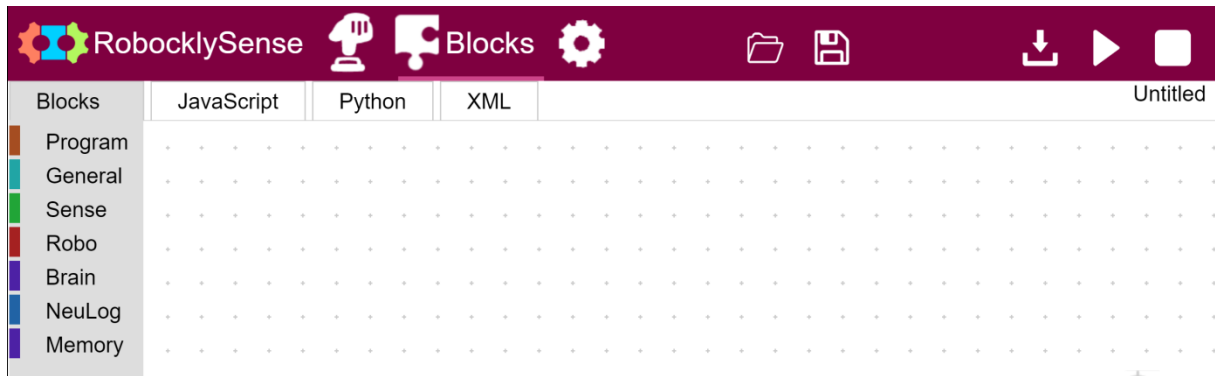 RobocklySense Blocks
Blocks JavaScript Python XML Untitled
Program
General
Sense
Robo
Brain
NeuLog
Memory